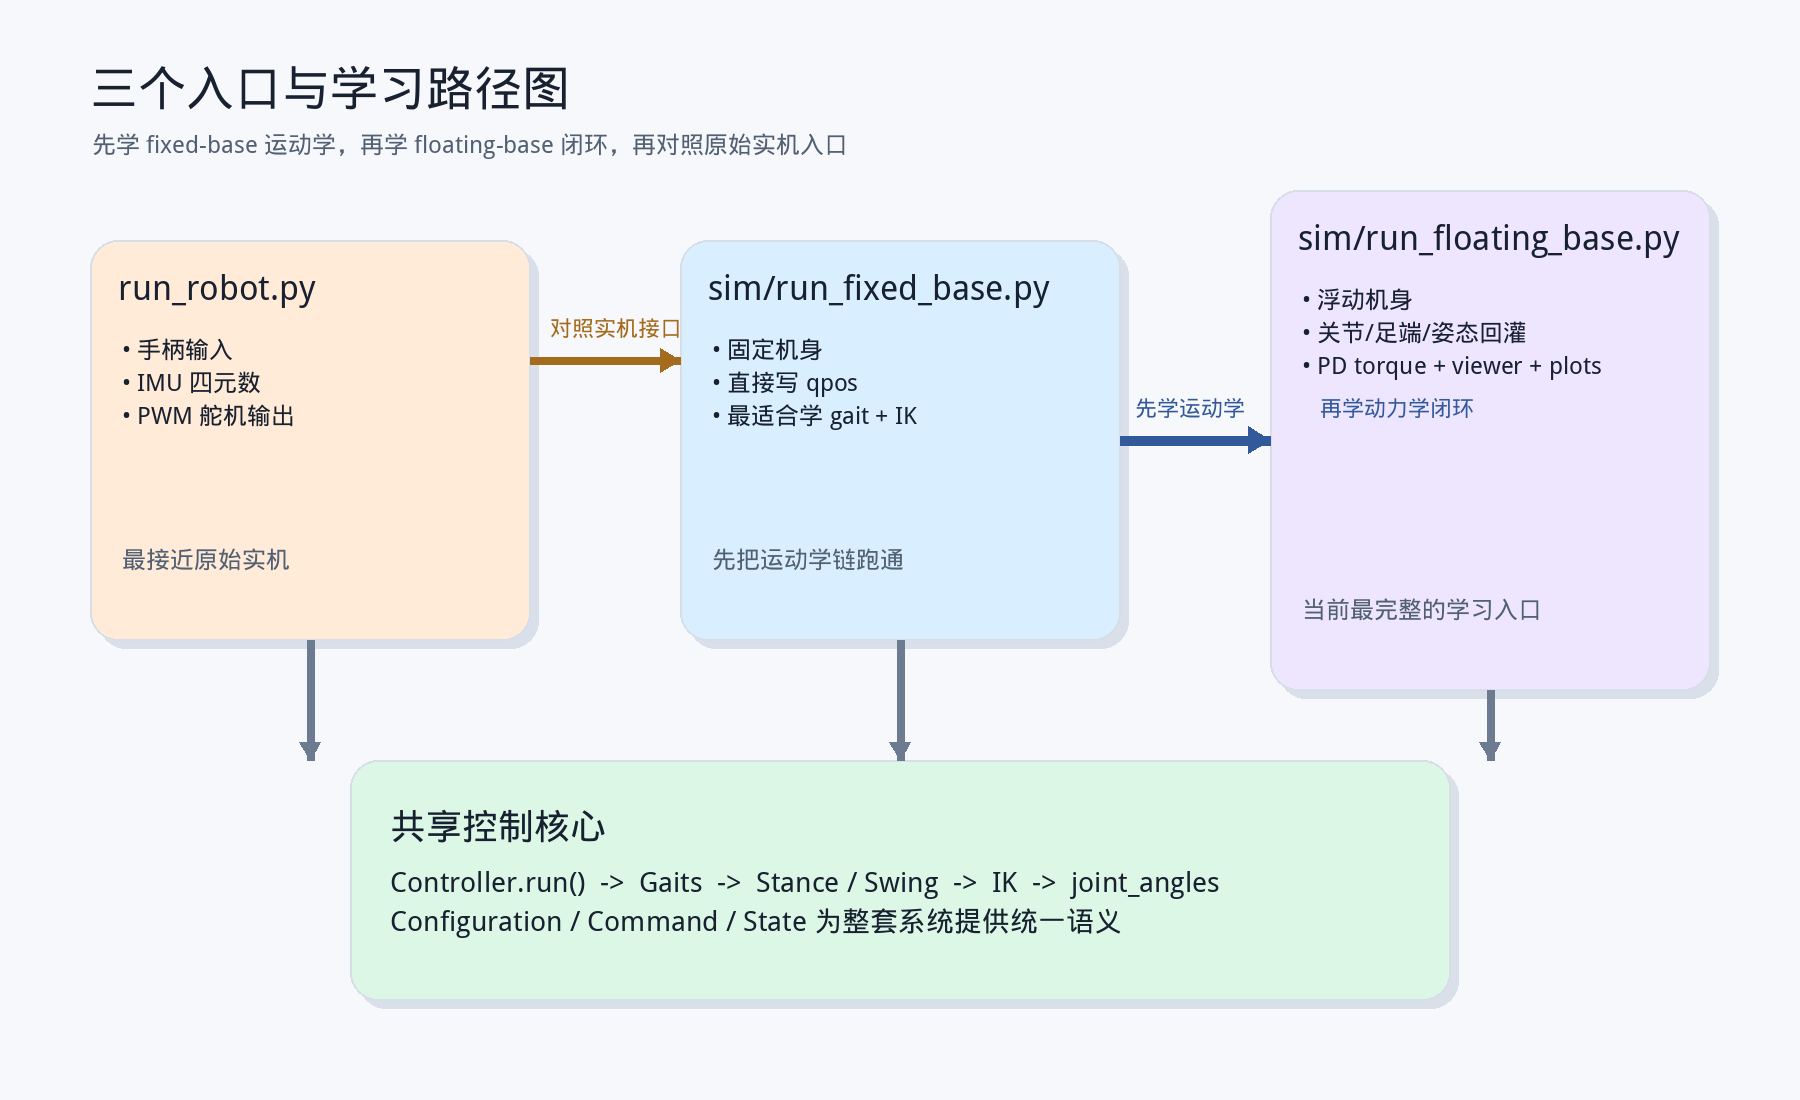 三个入口与学习路径图
先学 fixed-base 运动学，再学 floating-base 闭环，再对照原始实机入口
run_robot.py
• 手柄输入
• IMU 四元数
• PWM 舵机输出
最接近原始实机
对照实机接口
sim/run_fixed_base.py
• 固定机身
• 直接写 qpos
• 最适合学 gait + IK
先把运动学链跑通
先学运动学
sim/run_floating_base.py
• 浮动机身
• 关节/足端/姿态回灌
• PD torque + viewer + plots
再学动力学闭环
当前最完整的学习入口
共享控制核心
Controller.run() -> Gaits -> Stance / Swing -> IK -> joint_angles
Configuration / Command / State 为整套系统提供统一语义